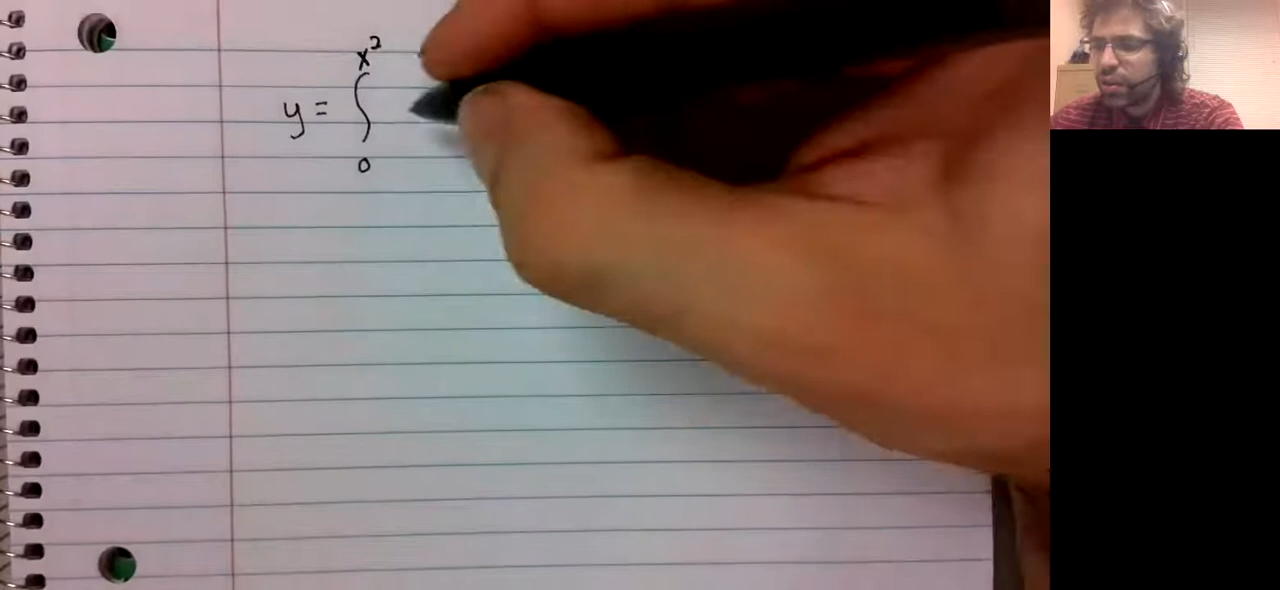 y = ∫₀^{x²}